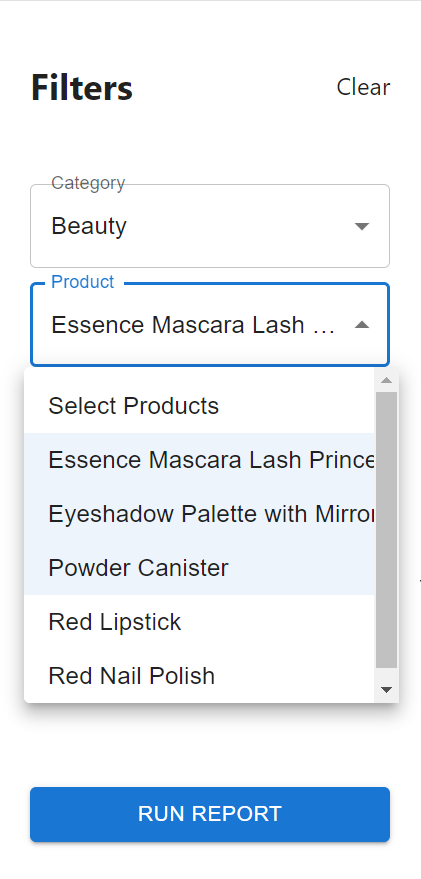 Filters
Clear
Category
Beauty
Product
Essence Mascara Lash ...
Select Products
Essence Mascara Lash Prince
Eyeshadow Palette with Mirror
Powder Canister
Red Lipstick
Red Nail Polish
RUN REPORT